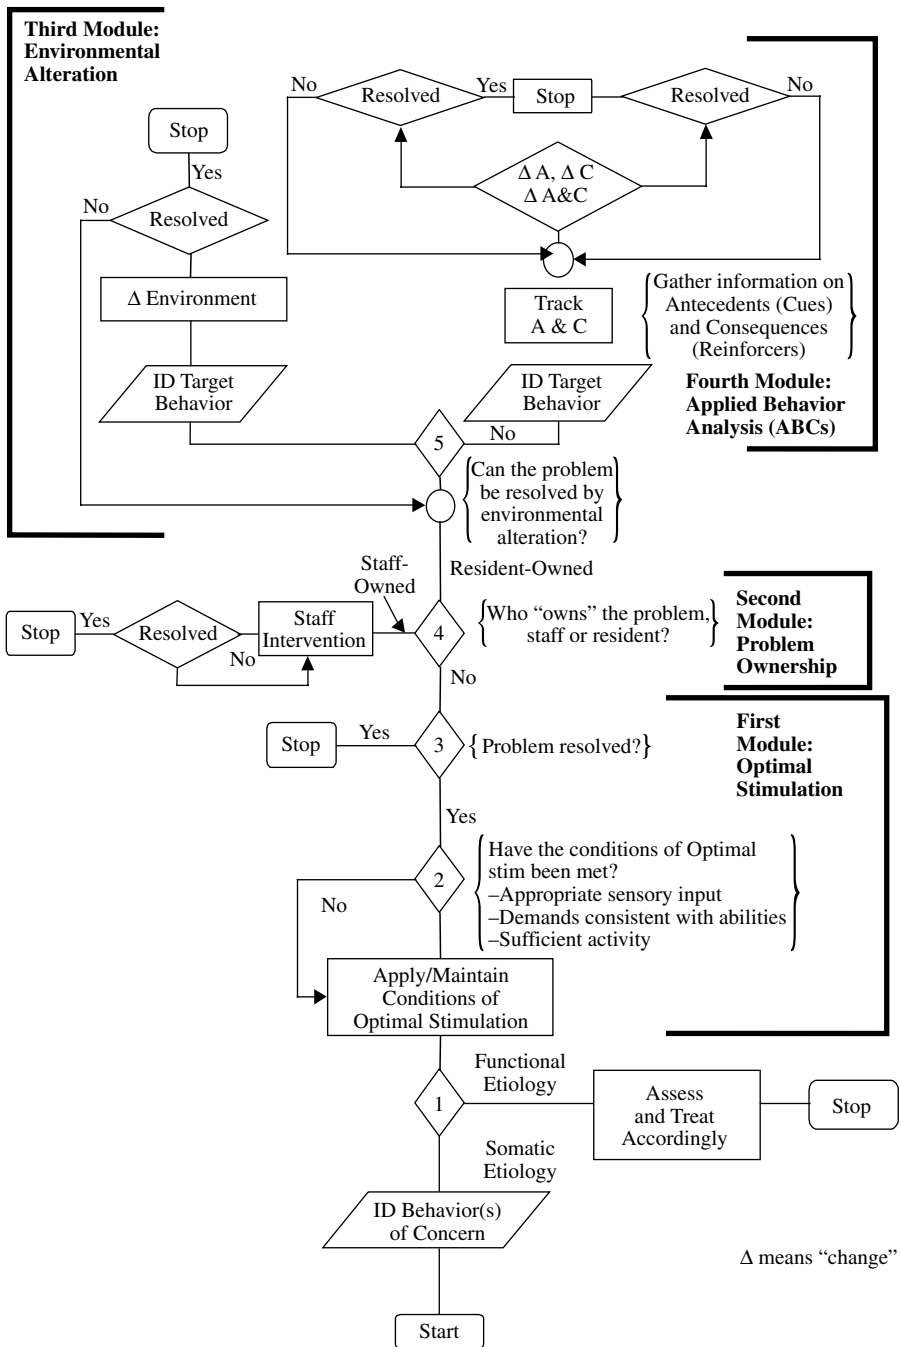 Third Module:
Environmental
Alteration
No
Resolved
Yes
Stop
Resolved
No
Stop
Yes
Δ A, Δ C
Δ A&C
No
Resolved
Δ Environment
Track
A & C
Gather information on
Antecedents (Cues)
and Consequences
(Reinforcers)
ID Target
Behavior
ID Target
Behavior
Fourth Module:
Applied Behavior
Analysis (ABCs)
5
No
Can the problem
be resolved by
environmental
alteration?
Staff-
Owned
Resident-Owned
Stop
Yes
Resolved
No
Staff
Intervention
4
Who “owns” the problem,
staff or resident?
Second
Module:
Problem
Ownership
No
Stop
Yes
3
{Problem resolved?}
First
Module:
Optimal
Stimulation
Yes
2
No
Have the conditions of Optimal
stim been met?
–Appropriate sensory input
–Demands consistent with abilities
–Sufficient activity
Apply/Maintain
Conditions of
Optimal Stimulation
Functional
Etiology
1
Assess
and Treat
Accordingly
Stop
Somatic
Etiology
ID Behavior(s)
of Concern
Δ means “change”
Start